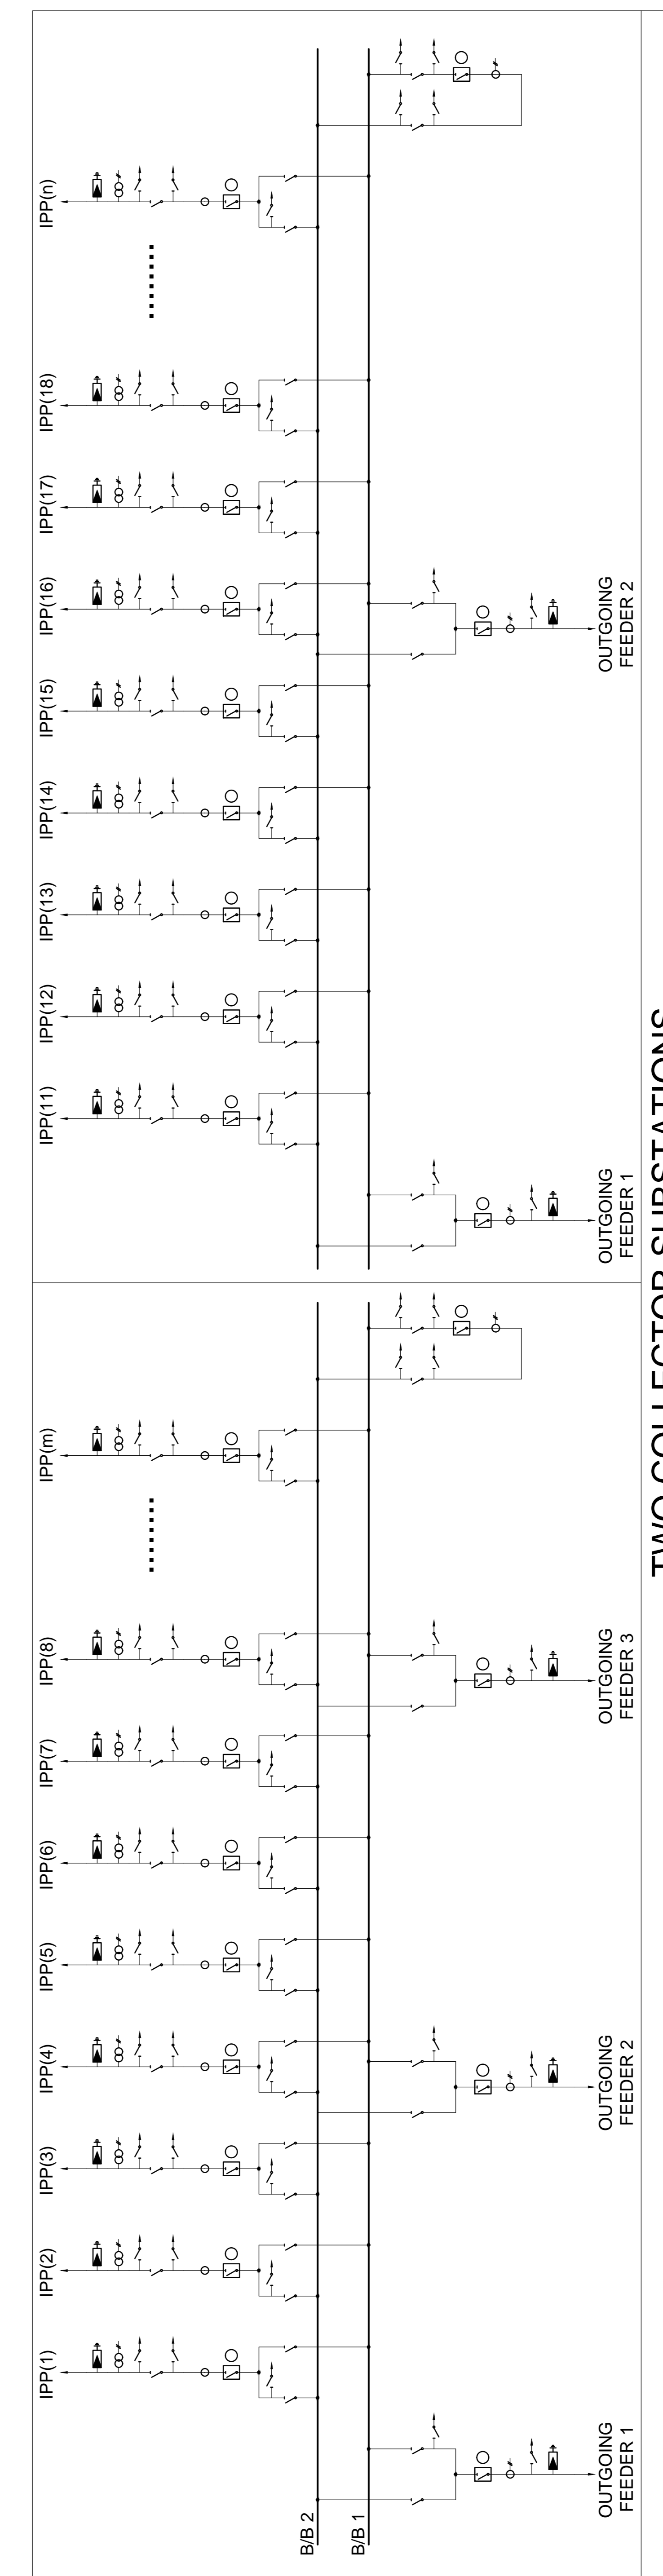 IPP(1)
IPP(2)
IPP(3)
IPP(4)
IPP(5)
IPP(6)
IPP(7)
IPP(8)
IPP(m)
IPP(11)
IPP(12)
IPP(13)
IPP(14)
IPP(15)
IPP(16)
IPP(17)
IPP(18)
IPP(n)
B/B 2
B/B 1
OUTGOING
FEEDER 1
OUTGOING
FEEDER 2
OUTGOING
FEEDER 3
OUTGOING
FEEDER 1
OUTGOING
FEEDER 2
TWO COLLECTOR SUBSTATIONS